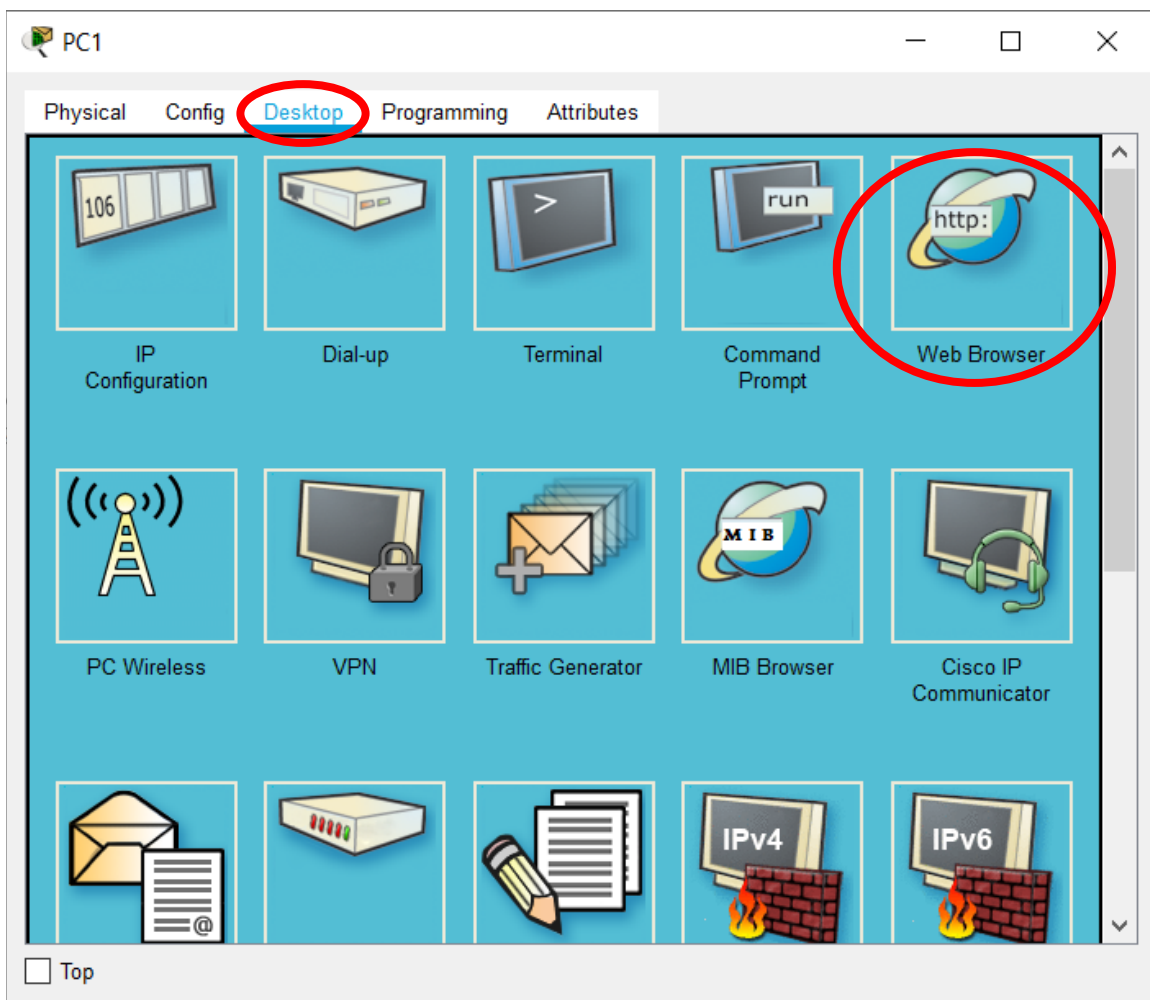 PC1
Physical Config Desktop Programming Attributes
106
>
run
http:
IP
Configuration
Dial-up
Terminal
Command
Prompt
Web Browser
MIB
PC Wireless
VPN
Traffic Generator
MIB Browser
Cisco IP
Communicator
@
IPv4
IPv6
Top